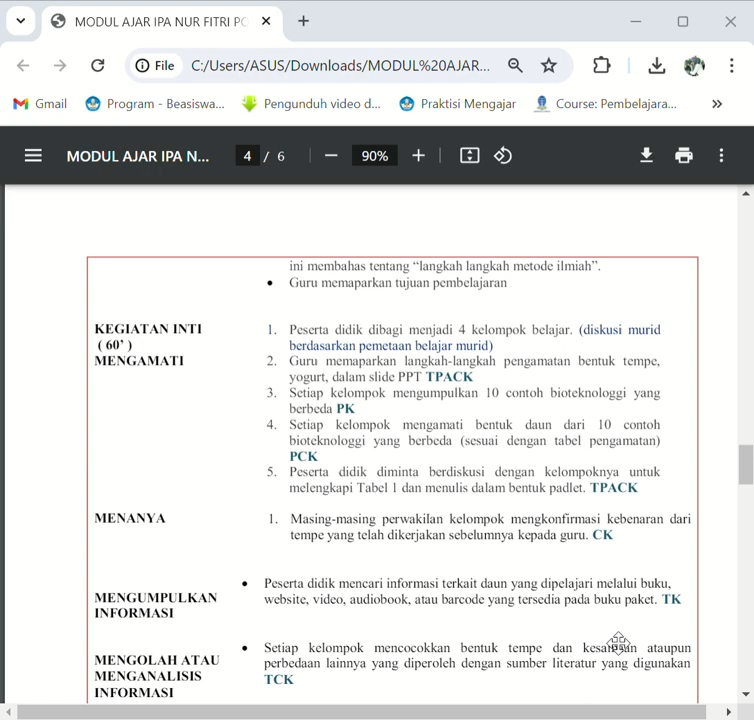 MODUL AJAR IPA NUR FITRI PO
File C:/Users/ASUS/Downloads/MODUL%20AJAR...
Gmail Program - Beasiswa... Pengunduh video d... Praktisi Mengajar Course: Pembelajara... »
MODUL AJAR IPA N... 4 / 6 90%
ini membahas tentang “langkah langkah metode ilmiah”.
• Guru memaparkan tujuan pembelajaran
KEGIATAN INTI
( 60’ )
MENGAMATI
1. Peserta didik dibagi menjadi 4 kelompok belajar. (diskusi murid
berdasarkan pemetaan belajar murid)
2. Guru memaparkan langkah-langkah pengamatan bentuk tempe,
yogurt, dalam slide PPT TPACK
3. Setiap kelompok mengumpulkan 10 contoh bioteknologgi yang
berbeda PK
4. Setiap kelompok mengamati bentuk daun dari 10 contoh
bioteknologgi yang berbeda (sesuai dengan tabel pengamatan)
PCK
5. Peserta didik diminta berdiskusi dengan kelompoknya untuk
melengkapi Tabel 1 dan menulis dalam bentuk padlet. TPACK
MENANYA
1. Masing-masing perwakilan kelompok mengkonfirmasi kebenaran dari
tempe yang telah dikerjakan sebelumnya kepada guru. CK
MENGUMPULKAN
INFORMASI
• Peserta didik mencari informasi terkait daun yang dipelajari melalui buku,
website, video, audiobook, atau barcode yang tersedia pada buku paket. TK
MENGOLAH ATAU
MENGANALISIS
INFORMASI
• Setiap kelompok mencocokkan bentuk tempe dan kesamaan ataupun
perbedaan lainnya yang diperoleh dengan sumber literatur yang digunakan
TCK